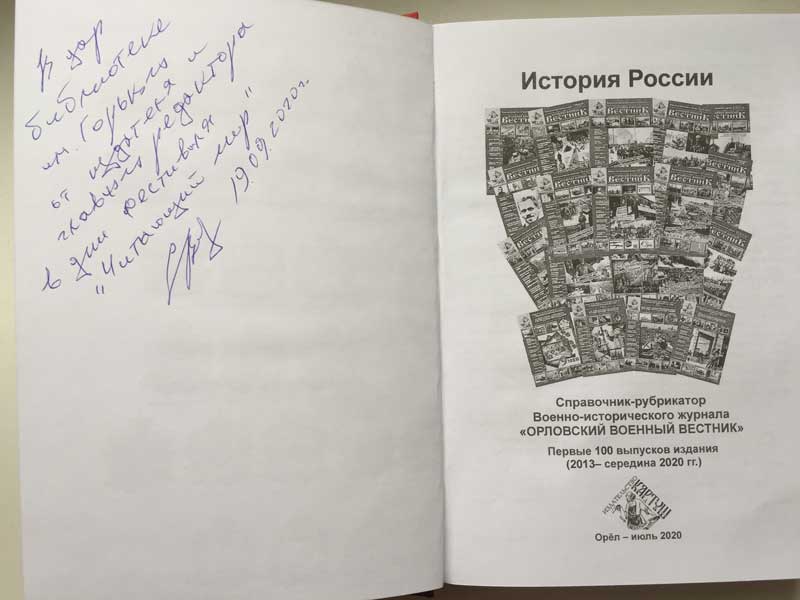 В дар
библиотеке
им. Горького
от издателя и
главного редактора
в дни фестиваля
"Читающий мир"
19.09.2020г.
История России
Справочник-рубрикатор
Военно-исторического журнала
«ОРЛОВСКИЙ ВОЕННЫЙ ВЕСТНИК»
Первые 100 выпусков издания
(2013– середина 2020 гг.)
ИЗДАТЕЛЬСТВО
КАРТУШ
Орёл – июль 2020